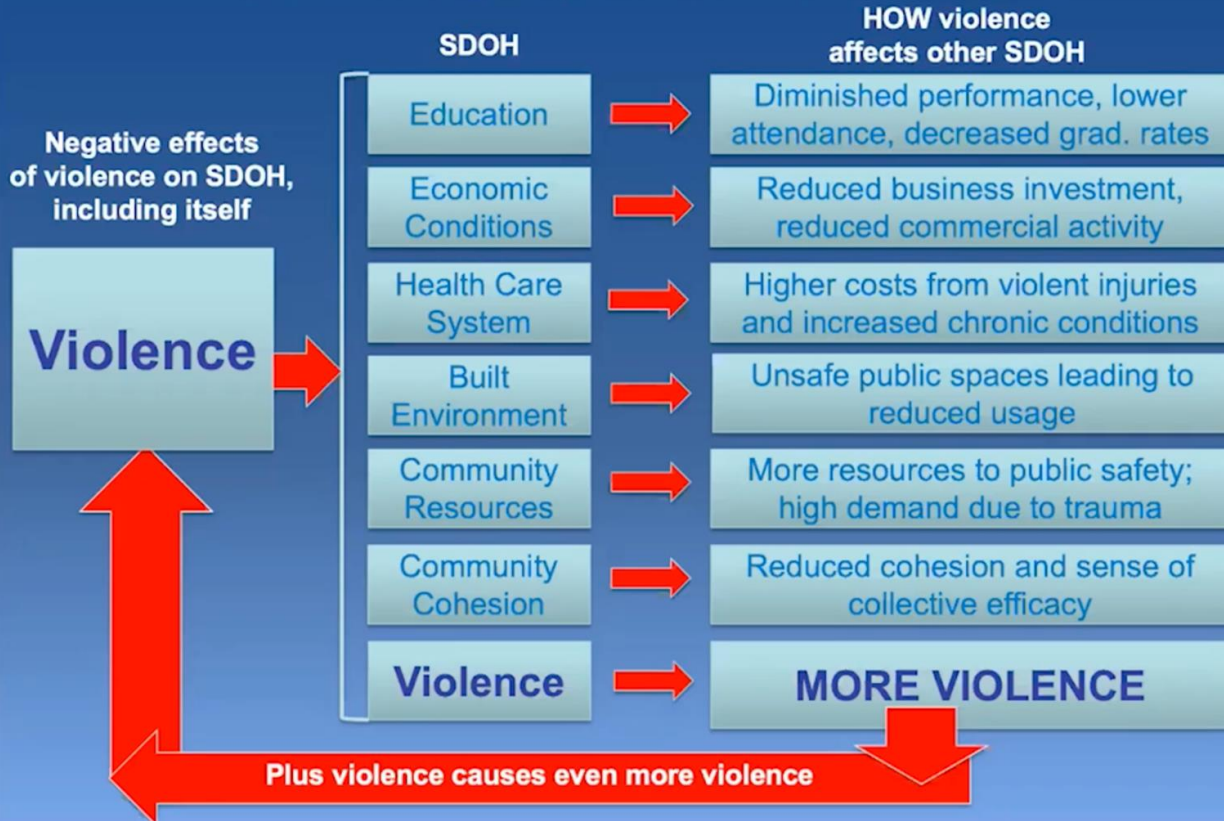 SDOH
HOW violence
affects other SDOH
Negative effects
of violence on SDOH,
including itself
Violence
Education
Diminished performance, lower
attendance, decreased grad. rates
Economic
Conditions
Reduced business investment,
reduced commercial activity
Health Care
System
Higher costs from violent injuries
and increased chronic conditions
Built
Environment
Unsafe public spaces leading to
reduced usage
Community
Resources
More resources to public safety;
high demand due to trauma
Community
Cohesion
Reduced cohesion and sense of
collective efficacy
Violence
MORE VIOLENCE
Plus violence causes even more violence